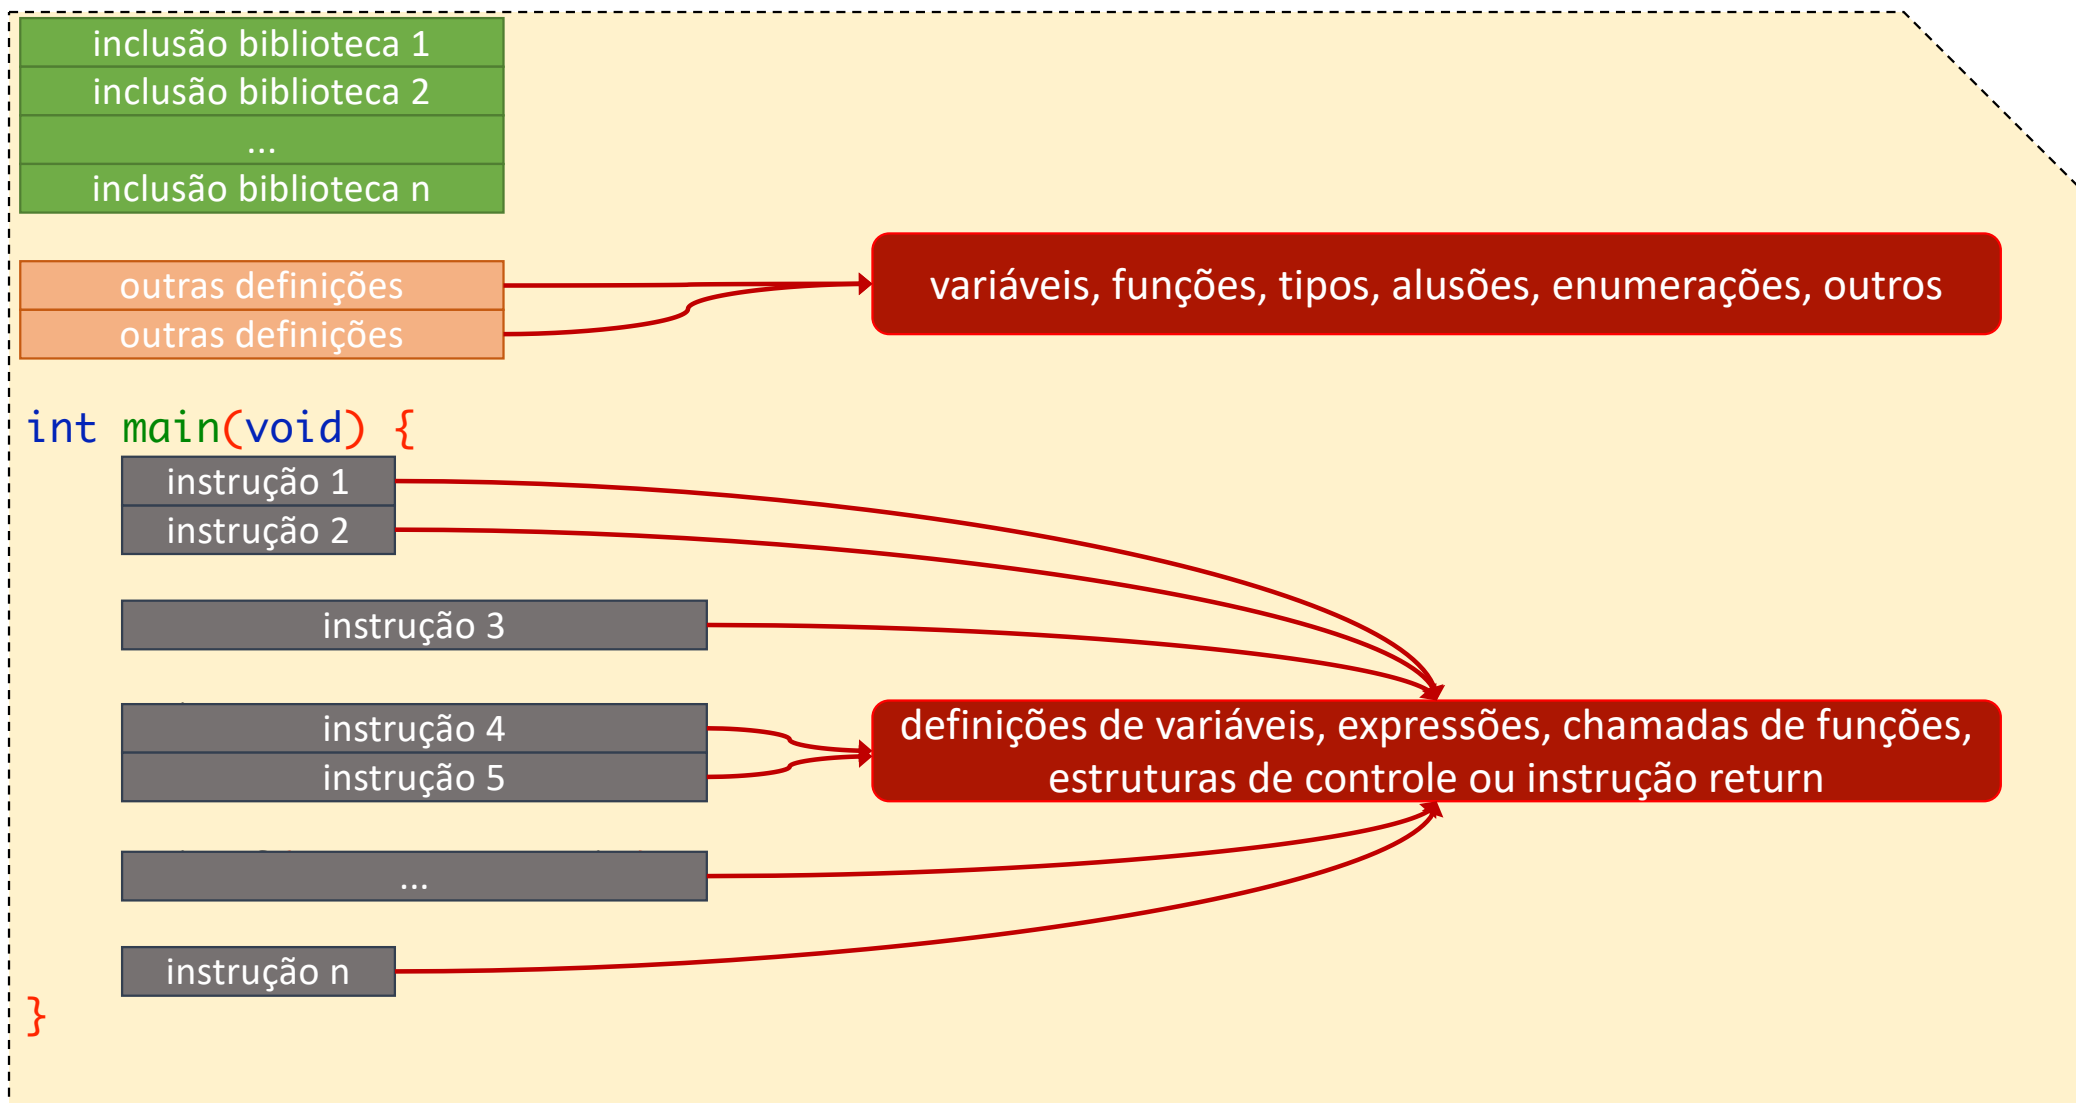 inclusão biblioteca 1
inclusão biblioteca 2
...
inclusão biblioteca n
outras definições
outras definições
variáveis, funções, tipos, alusões, enumerações, outros
int main(void) {
instrução 1
instrução 2
instrução 3
instrução 4
instrução 5
definições de variáveis, expressões, chamadas de funções,
estruturas de controle ou instrução return
...
instrução n
}